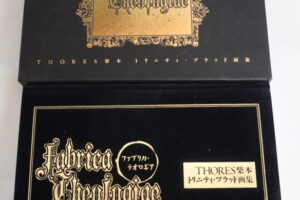 Theologiae
THORES柴本 トリニティ・ブラッド画集
Fabrica
Theologiae
ファブリカ・
テオロギア
THORES柴本
トリニティ・ブラッド画集